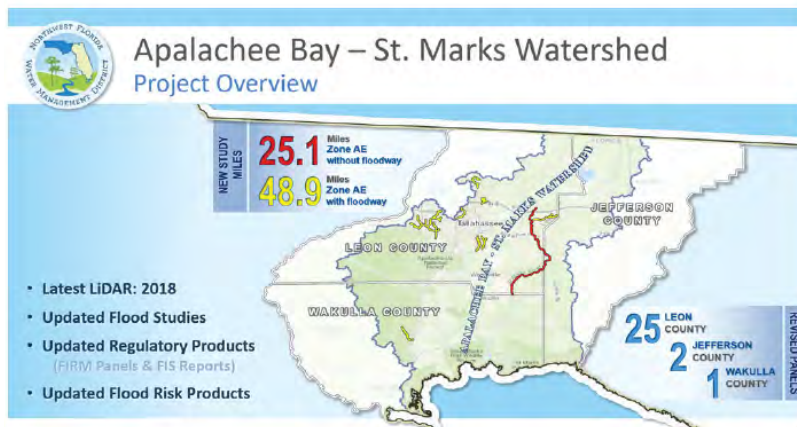 NORTHWEST FLORIDA
WATER MANAGEMENT DISTRICT
Apalachee Bay – St. Marks Watershed
Project Overview
NEW STUDY
MILES
25.1 Miles
Zone AE
without floodway
48.9 Miles
Zone AE
with floodway
APALACHEE BAY - ST. MARKS WATERSHED
JEFFERSON
COUNTY
Tallahassee
LEON COUNTY
WAKULLA COUNTY
• Latest LiDAR: 2018
• Updated Flood Studies
• Updated Regulatory Products
(FIRM Panels & FIS Reports)
• Updated Flood Risk Products
25 LEON
COUNTY
2 JEFFERSON
COUNTY
1 WAKULLA
COUNTY
REVISED PANELS